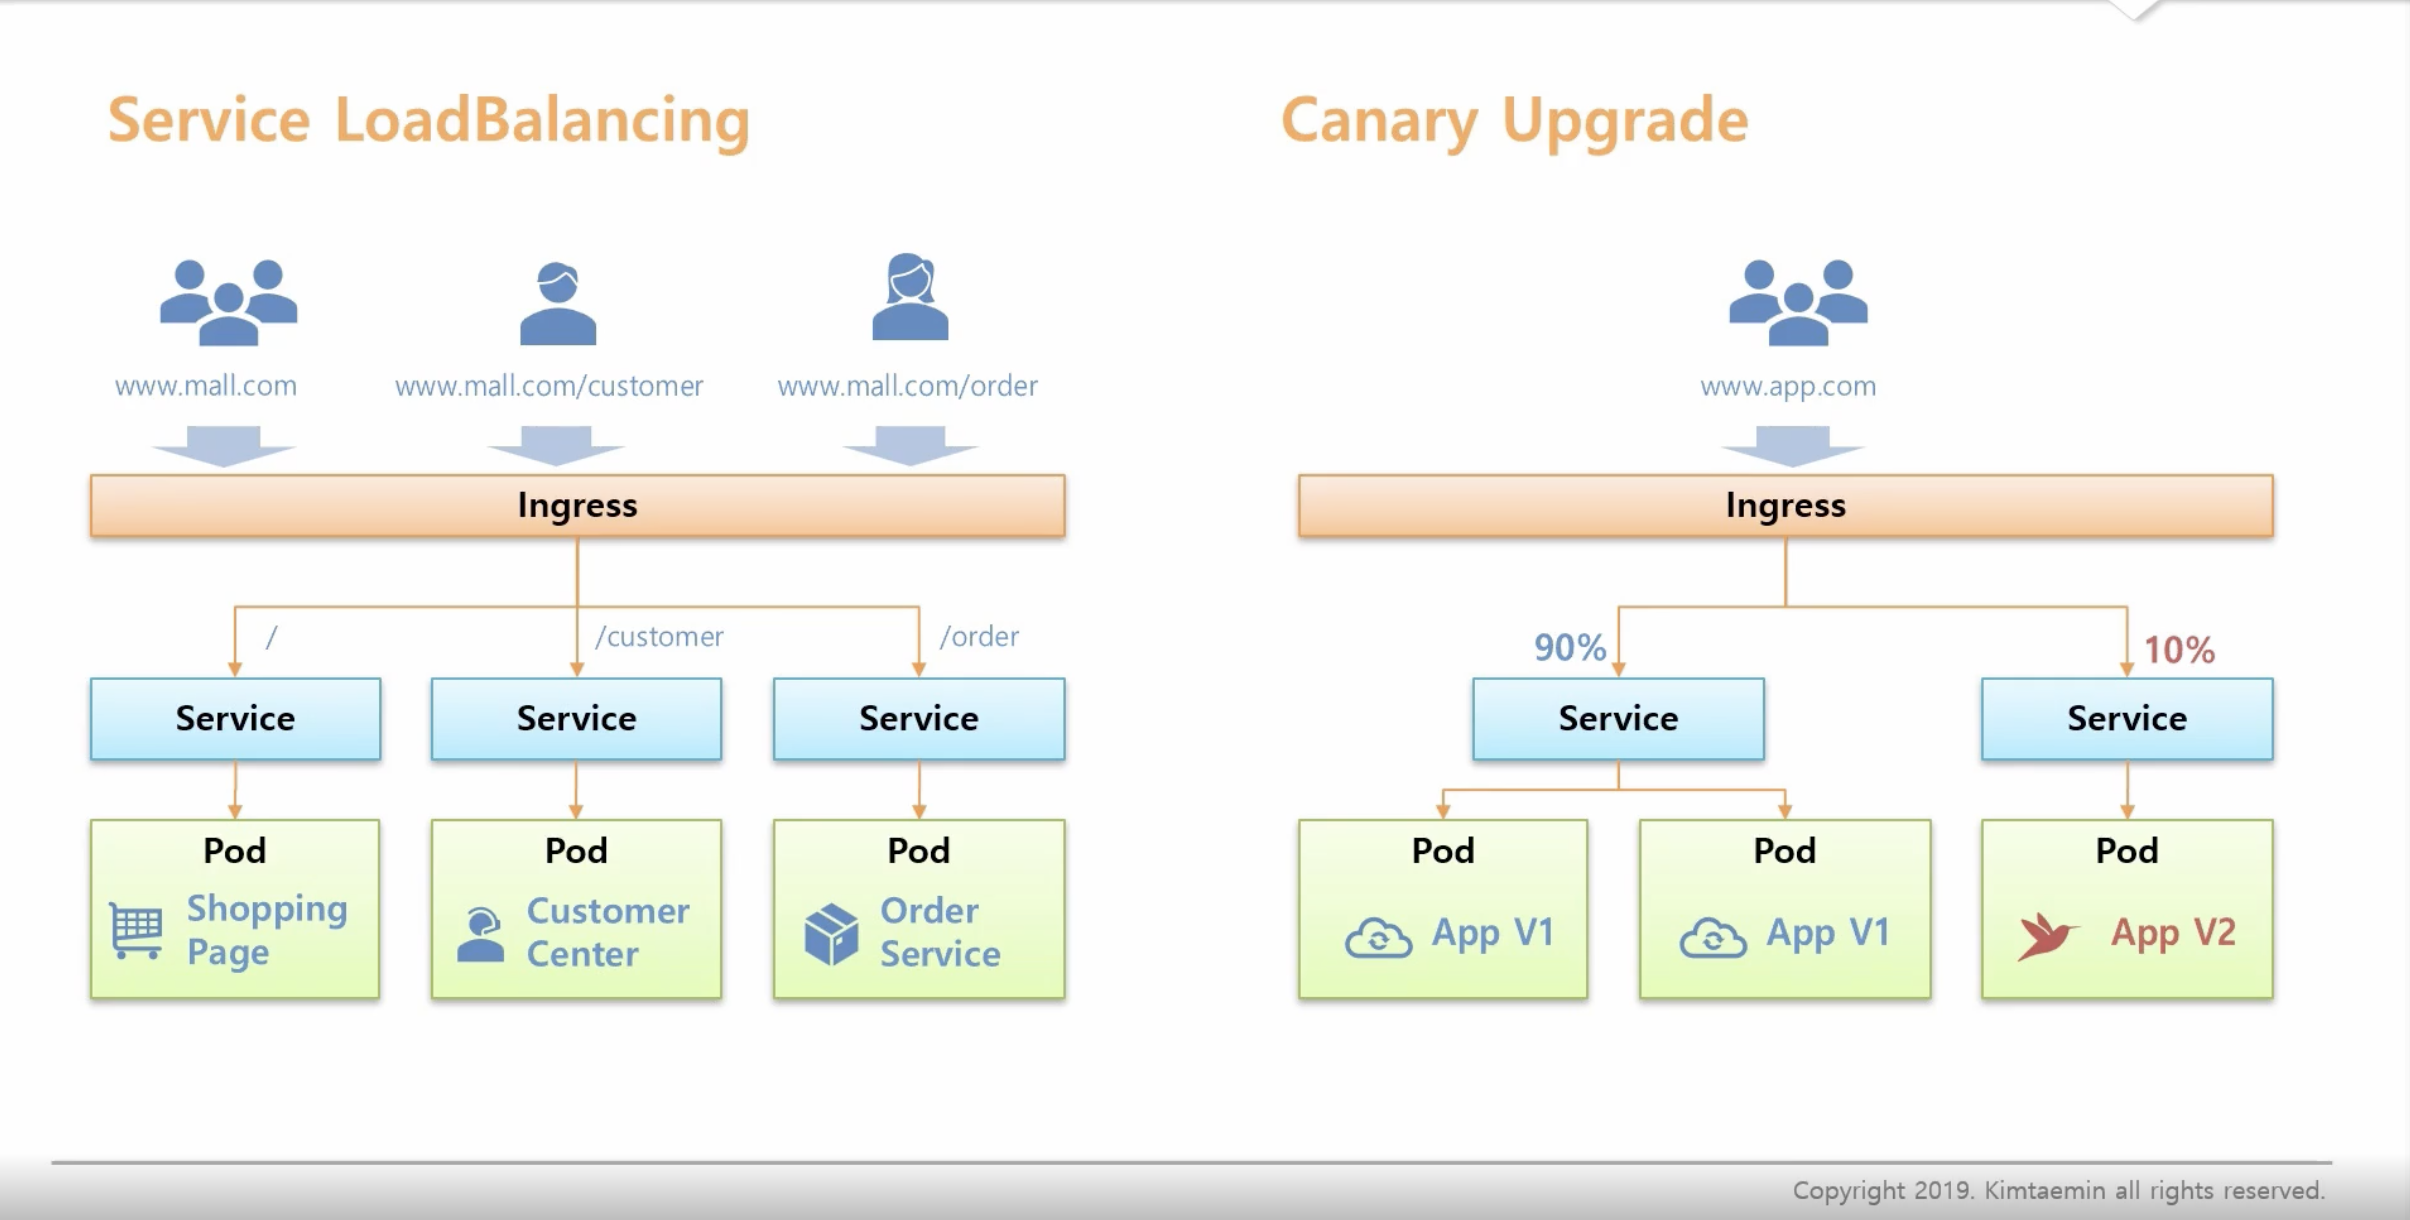 Service LoadBalancing
www.mall.com
www.mall.com/customer
www.mall.com/order
Ingress
/
/customer
/order
Service
Service
Service
Pod
Shopping
Page
Pod
Customer
Center
Pod
Order
Service
Canary Upgrade
www.app.com
Ingress
90%
10%
Service
Service
Pod
App V1
Pod
App V1
Pod
App V2
Copyright 2019. Kimtaemin all rights reserved.